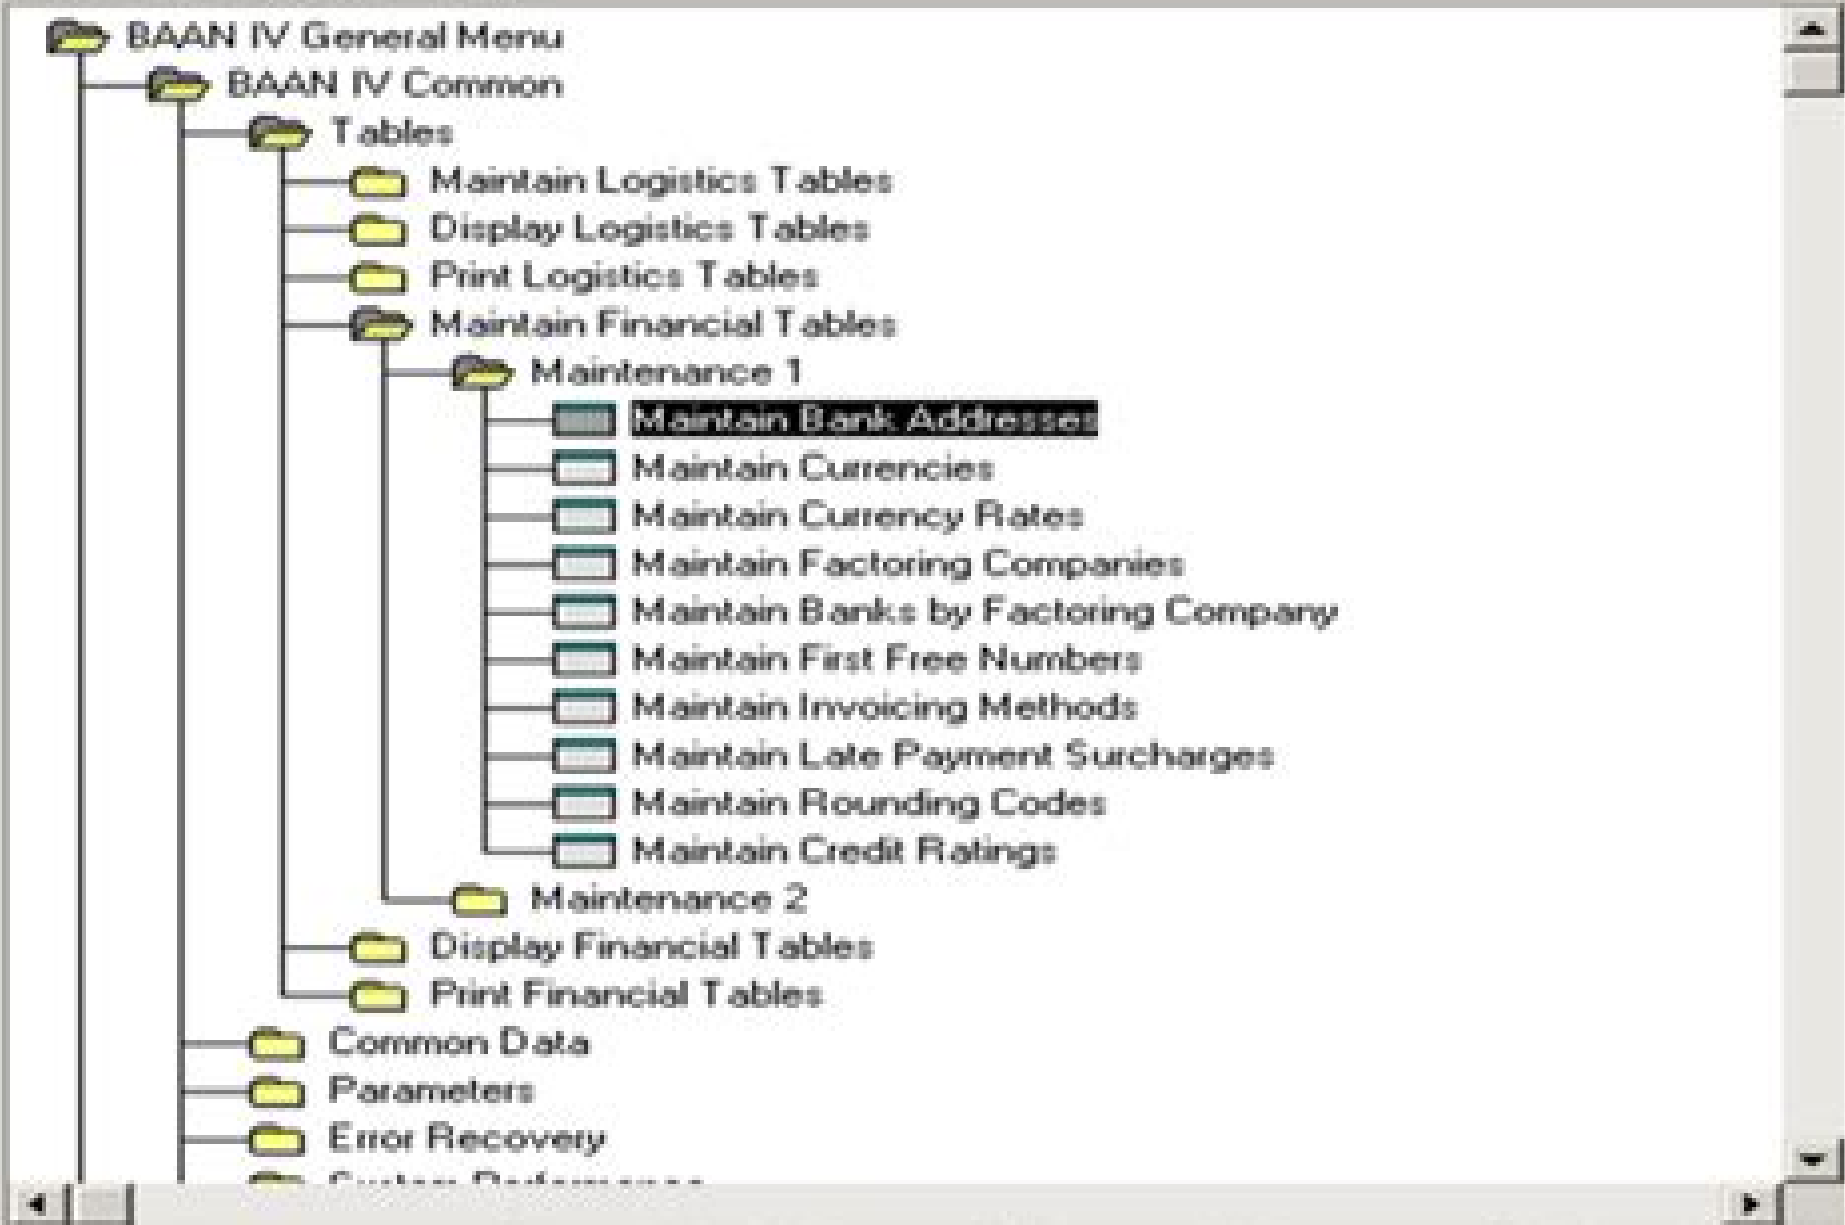 BAAN IV General Menu
BAAN IV Common
Tables
Maintain Logistics Tables
Display Logistics Tables
Print Logistics Tables
Maintain Financial Tables
Maintenance 1
Maintain Bank Addresses
Maintain Currencies
Maintain Currency Rates
Maintain Factoring Companies
Maintain Banks by Factoring Company
Maintain First Free Numbers
Maintain Invoicing Methods
Maintain Late Payment Surcharges
Maintain Rounding Codes
Maintain Credit Ratings
Maintenance 2
Display Financial Tables
Print Financial Tables
Common Data
Parameters
Error Recovery